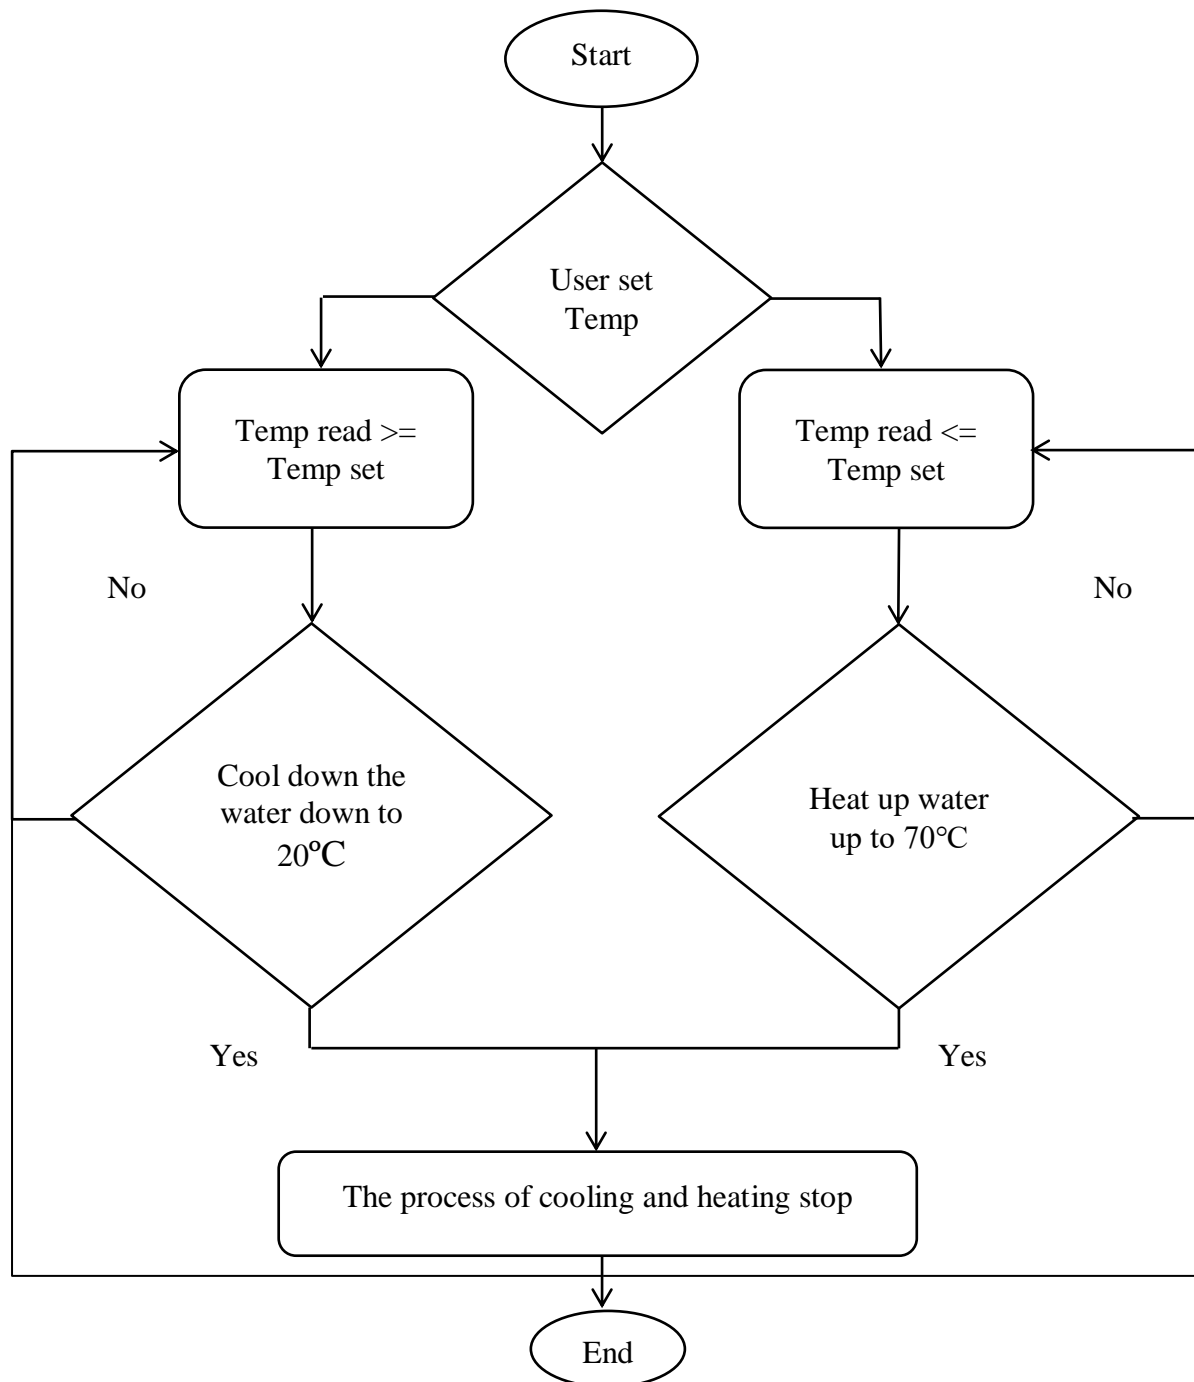 Start
User set
Temp
Temp read >=
Temp set
Temp read <=
Temp set
No
No
Cool down the
water down to
20ºC
Heat up water
up to 70°C
Yes
Yes
The process of cooling and heating stop
End